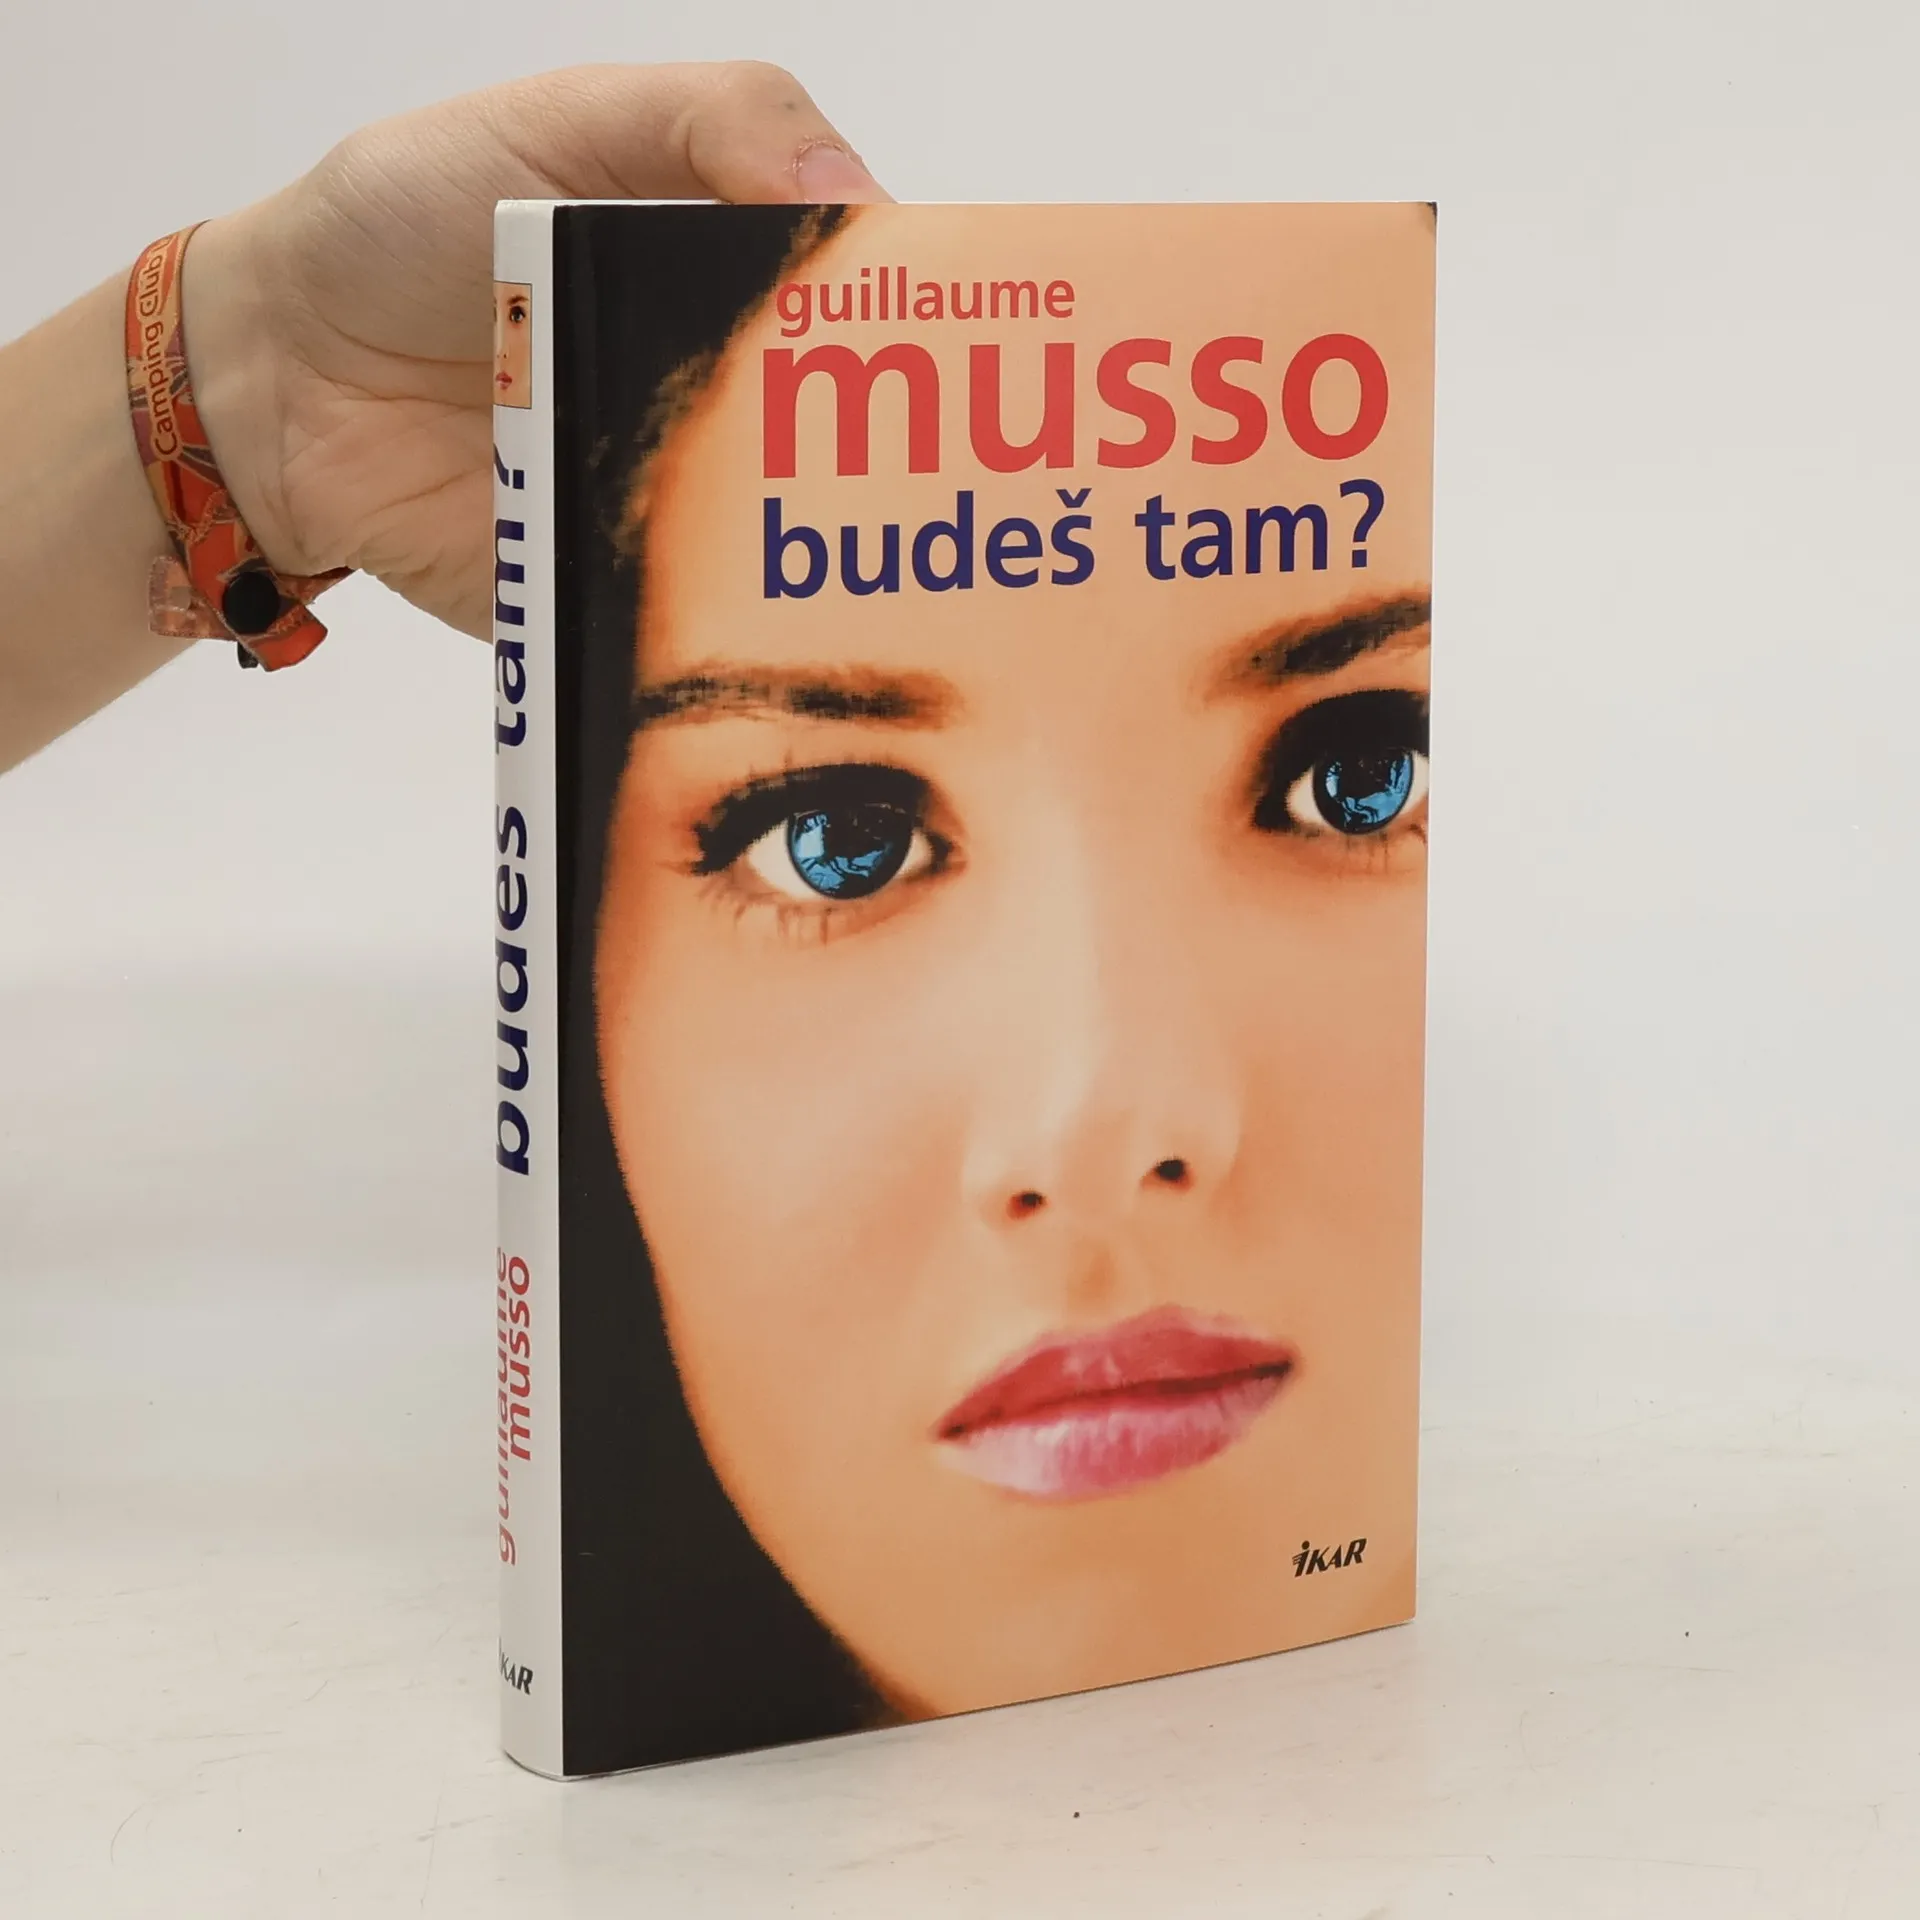 guillaume
musso
budeš tam?
iKAR
budeš tam?
guillaume
musso
iKAR
Camping Club